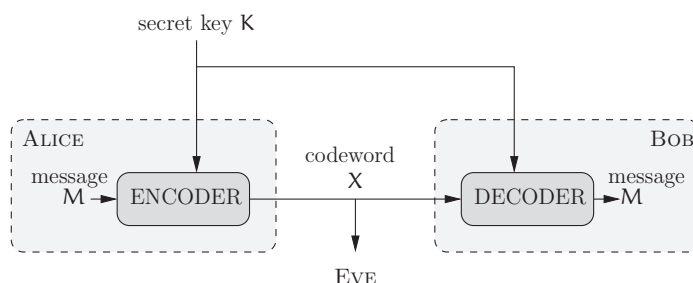 secret key K
ALICE
BOB
codeword
X
message
M
ENCODER
DECODER
message
M
EVE